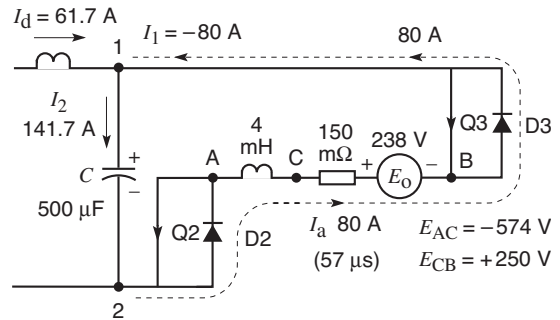 I_d = 61.7 A
1
I_1 = −80 A
80 A
I_2
141.7 A
C
+
−
500 μF
4
mH
A
C
150
mΩ
238 V
+
−
E_o
B
Q3
D3
Q2
D2
I_a 80 A
(57 μs)
E_AC = −574 V
E_CB = +250 V
2